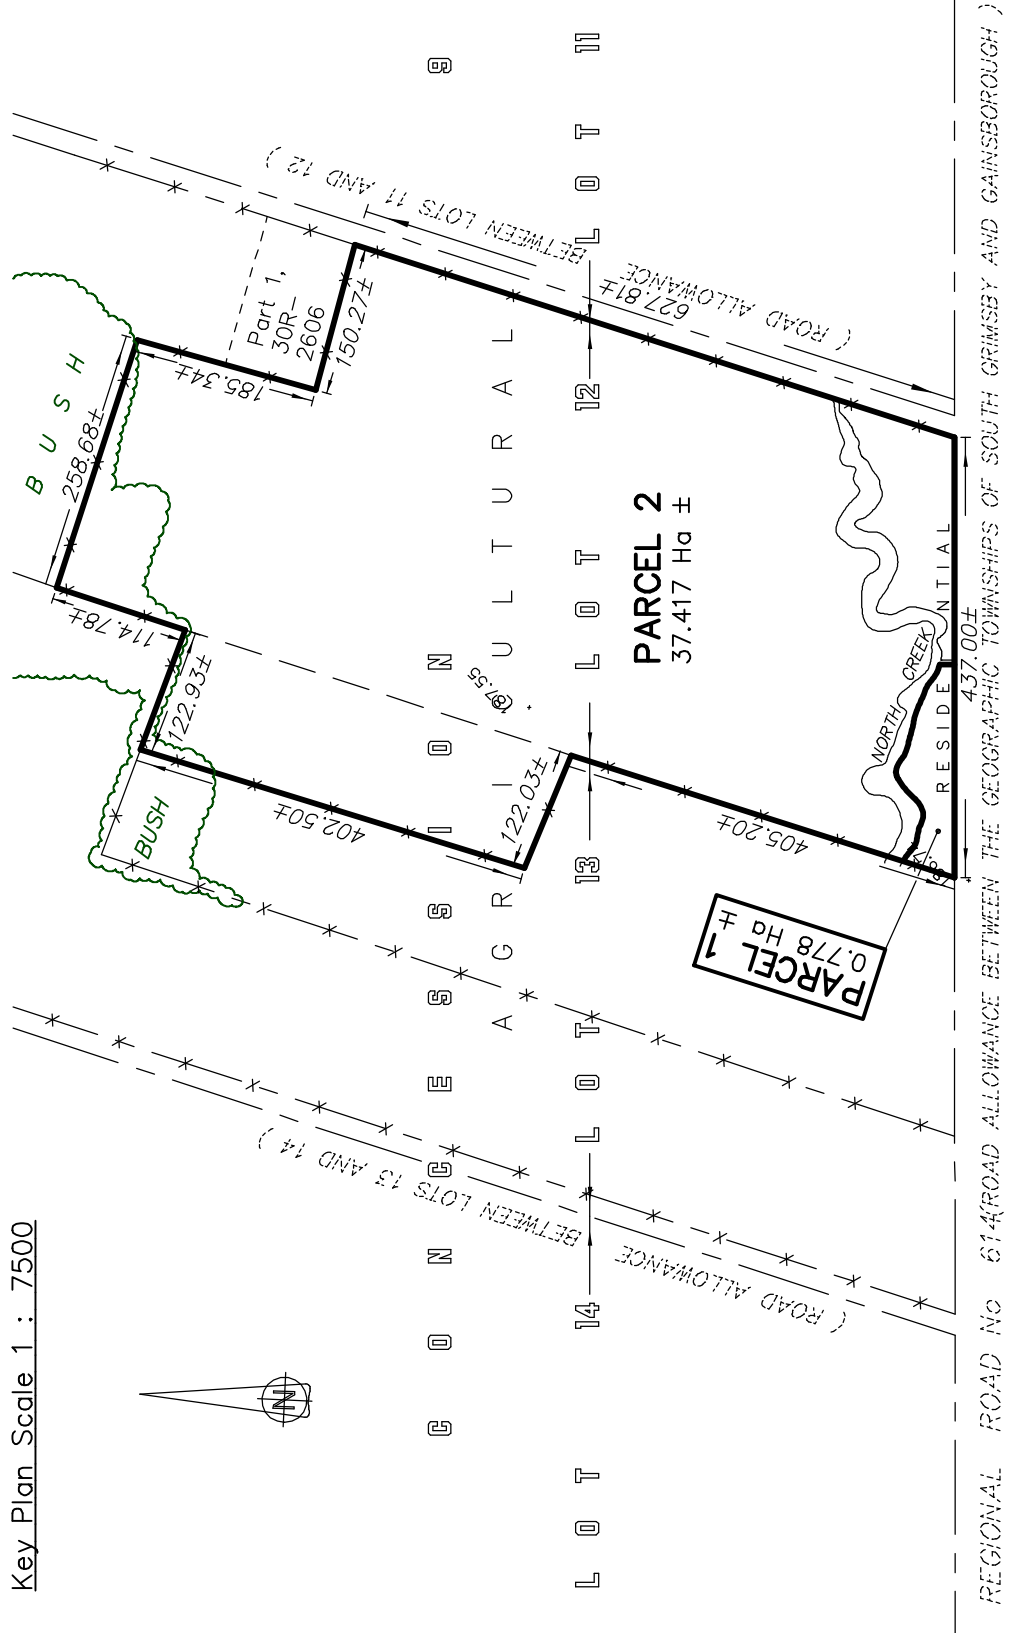 Key Plan Scale 1 : 7500
N
LOT 14
LOT 13
LOT 12
LOT 11
CONCESSION 9
AGRICULTURAL
RESIDENTIAL
BUSH
BUSH
Part 1,
30R-
2606
258.68±
185.34±
150.27±
114.78±
122.93±
402.50±
122.03±
405.20±
627.81±
437.00±
187.55
PARCEL 2
37.417 Ha ±
PARCEL 1
0.778 Ha ±
NORTH CREEK
( ROAD ALLOWANCE BETWEEN LOTS 11 AND 12 )
( ROAD ALLOWANCE BETWEEN LOTS 13 AND 14 )
REGIONAL ROAD No 614(ROAD ALLOWANCE BETWEEN THE GEOGRAPHIC TOWNSHIPS OF SOUTH GRIMSBY AND GAINSBOROUGH )